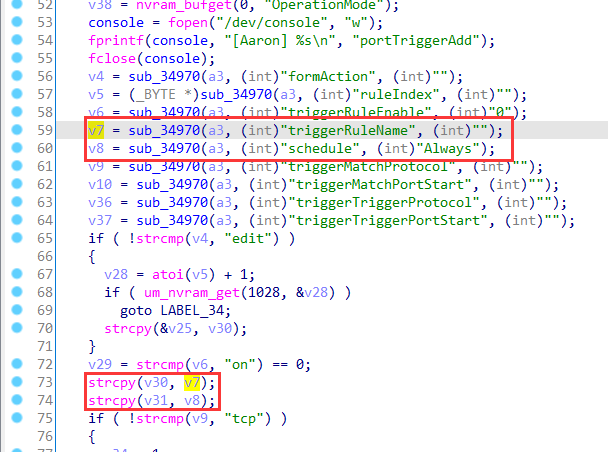 52 v38 = nvram_bufget(0, "OperationMode");
53 console = fopen("/dev/console", "w");
54 fprintf(console, "[Aaron] %s\n", "portTriggerAdd");
55 fclose(console);
56 v4 = sub_34970(a3, (int)"formAction", (int)"");
57 v5 = (_BYTE *)sub_34970(a3, (int)"ruleIndex", (int)"");
58 v6 = sub_34970(a3, (int)"triggerRuleEnable", (int)"0");
59 v7 = sub_34970(a3, (int)"triggerRuleName", (int)"");
60 v8 = sub_34970(a3, (int)"schedule", (int)"Always");
61 v9 = sub_34970(a3, (int)"triggerMatchProtocol", (int)"");
62 v10 = sub_34970(a3, (int)"triggerMatchPortStart", (int)"");
63 v36 = sub_34970(a3, (int)"triggerTriggerProtocol", (int)"");
64 v37 = sub_34970(a3, (int)"triggerTriggerPortStart", (int)"");
65 if ( !strcmp(v4, "edit") )
66 {
67 v28 = atoi(v5) + 1;
68 if ( um_nvram_get(1028, &v28) )
69 goto LABEL_34;
70 strcpy(&v25, v30);
71 }
72 v29 = strcmp(v6, "on") == 0;
73 strcpy(v30, v7);
74 strcpy(v31, v8);
75 if ( !strcmp(v9, "tcp") )
76 {